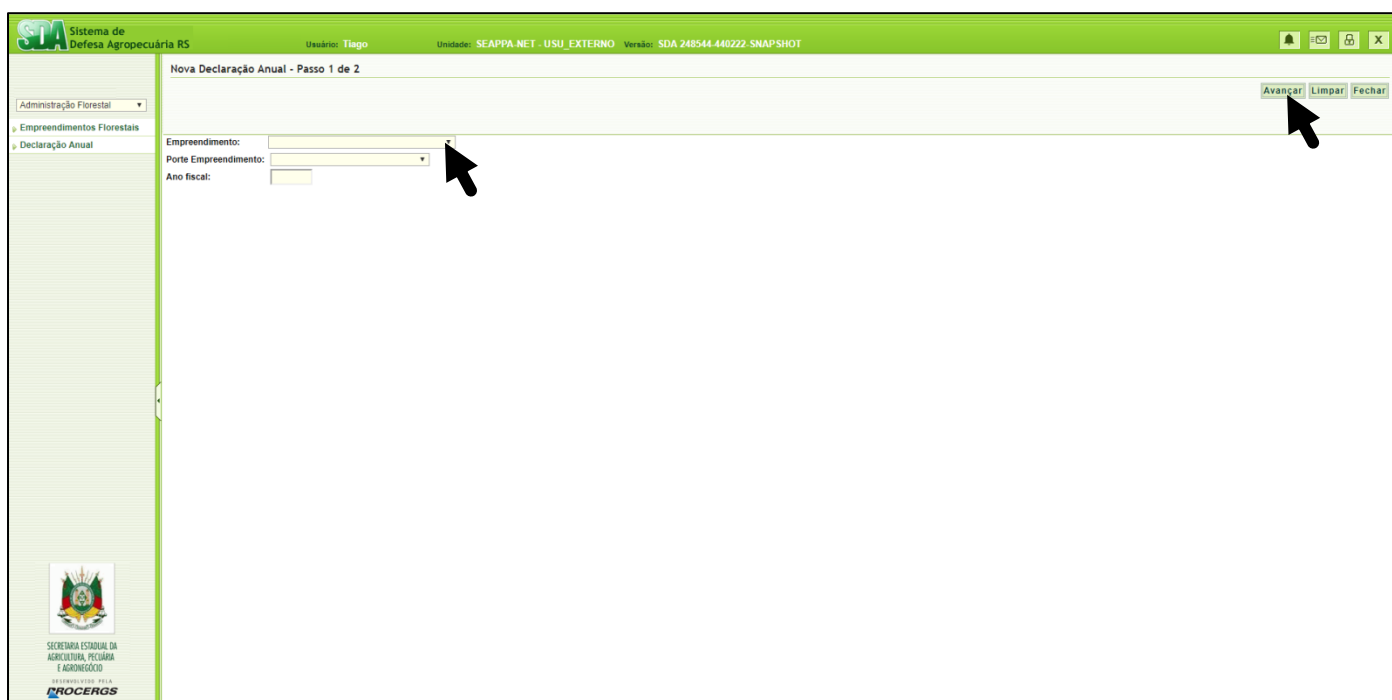 SDA Sistema de
Defesa Agropecuária RS
Usuário: Tiago
Unidade: SEAPPA-NET - USU_EXTERNO Versão: SDA 248544-440222-SNAPSHOT
X
Nova Declaração Anual - Passo 1 de 2
Avançar Limpar Fechar
Administração Florestal
Empreendimentos Florestais
Declaração Anual
Empreendimento:
Porte Empreendimento:
Ano fiscal:
SECRETARIA ESTADUAL DA
AGRICULTURA, PECUÁRIA
E AGRONEGÓCIO
DESENVOLVIDO PELA
PROCERGS